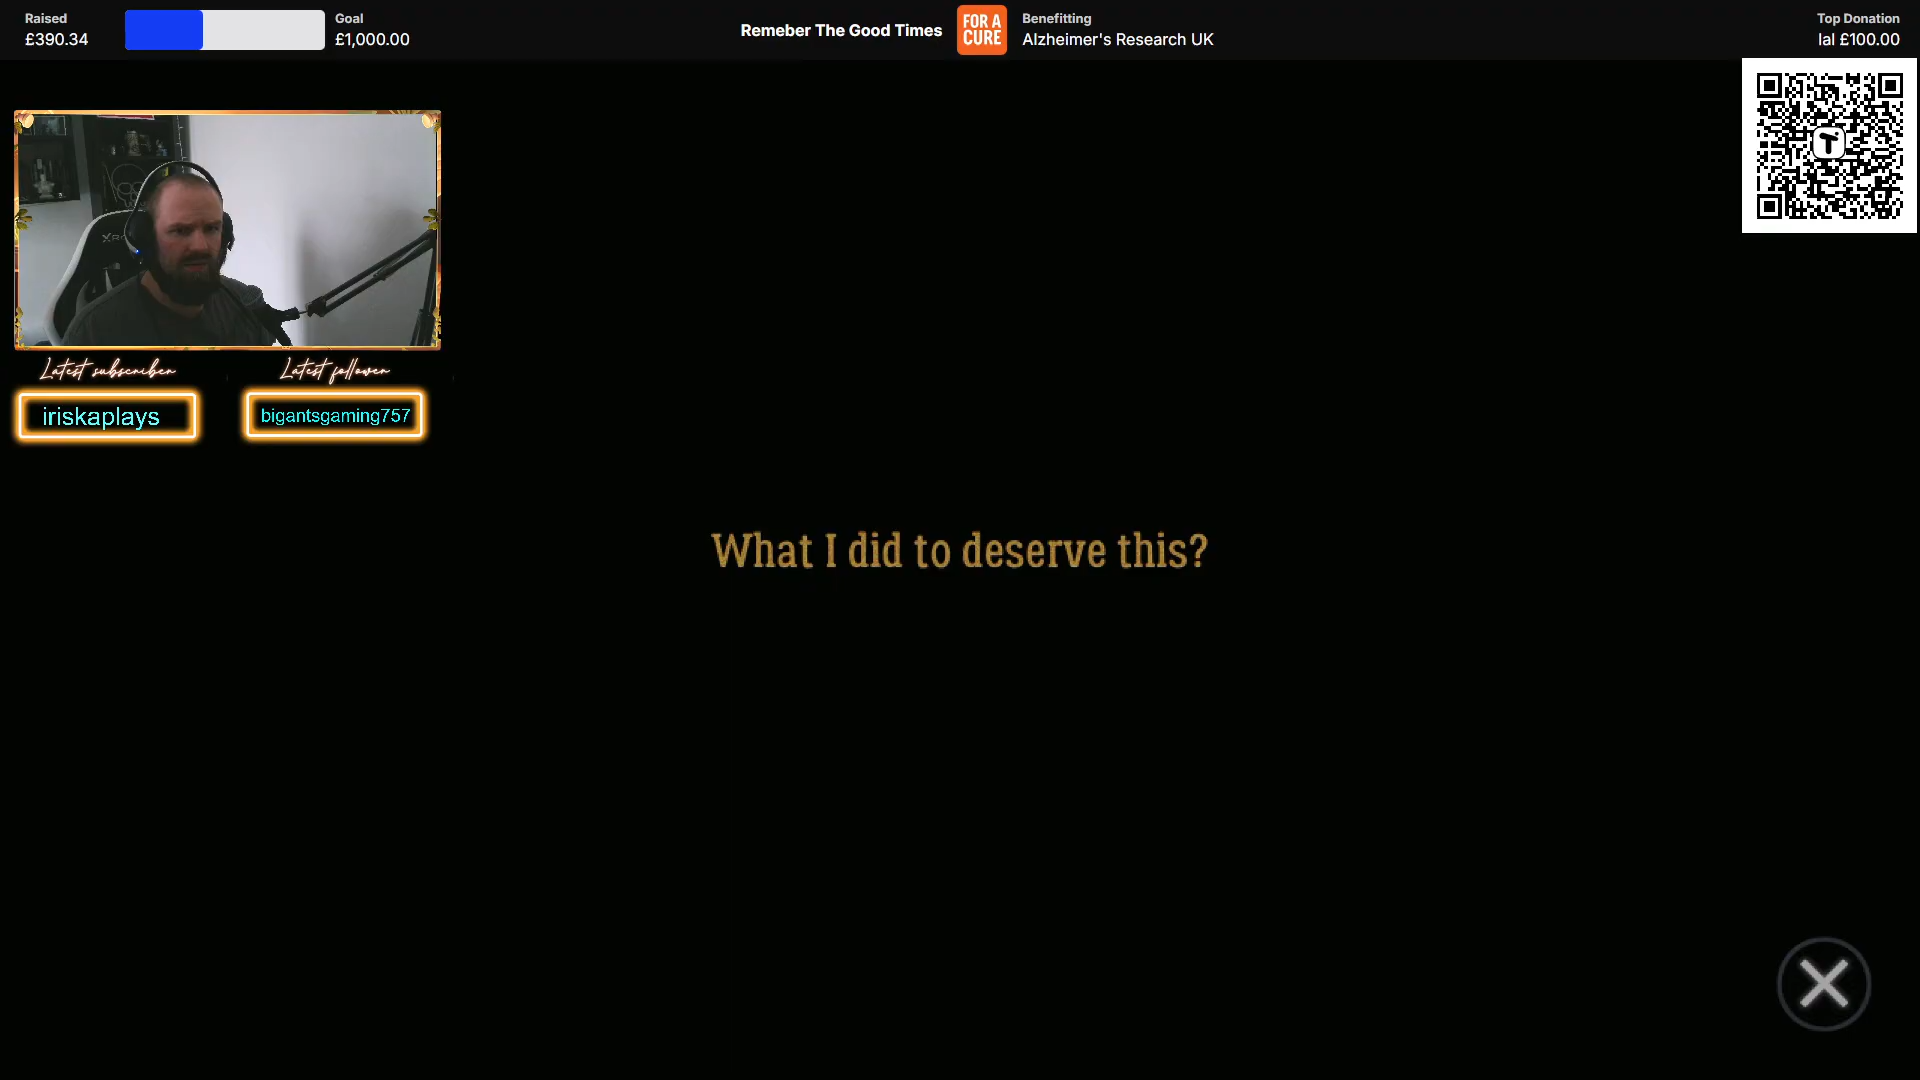 Raised
£390.34
Goal
£1,000.00
Remeber The Good Times
FOR A
CURE
Benefitting
Alzheimer's Research UK
Top Donation
lal £100.00
Latest subscriber
Latest follower
iriskaplays
bigantsgaming757
What I did to deserve this?